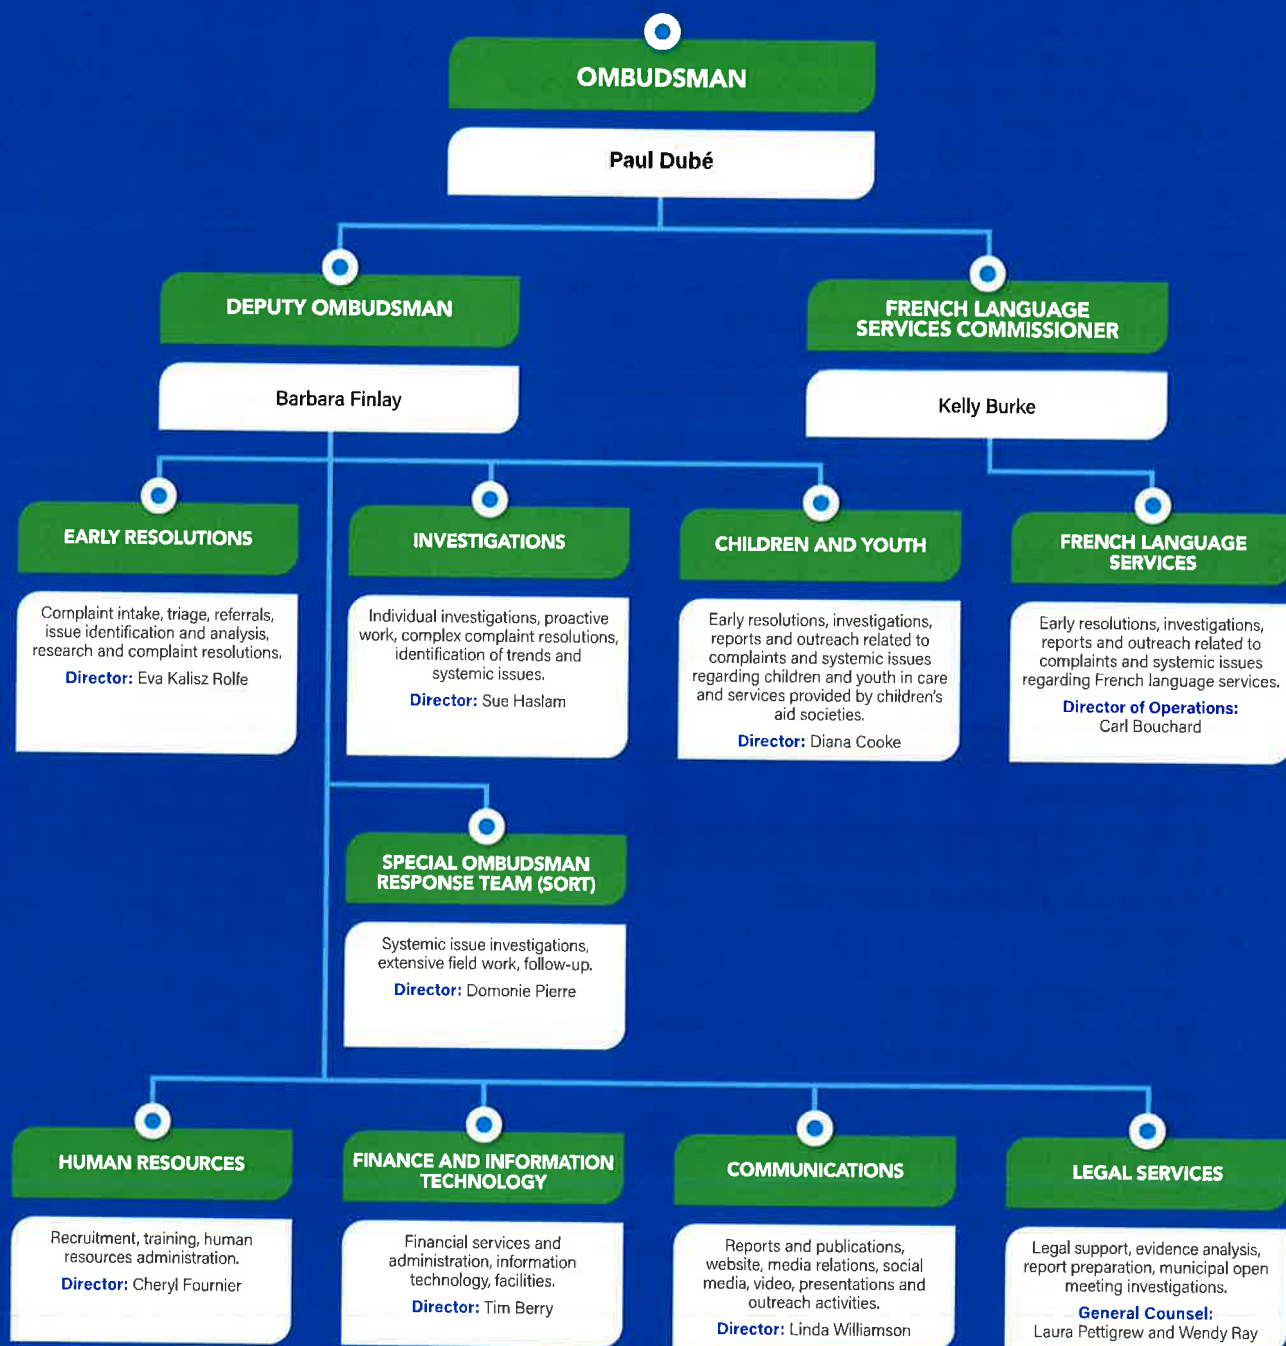 OMBUDSMAN
Paul Dubé
DEPUTY OMBUDSMAN
Barbara Finlay
FRENCH LANGUAGE
SERVICES COMMISSIONER
Kelly Burke
EARLY RESOLUTIONS
Complaint intake, triage, referrals,
issue identification and analysis,
research and complaint resolutions.
Director: Eva Kalisz Rolfe
INVESTIGATIONS
Individual investigations, proactive
work, complex complaint resolutions,
identification of trends and
systemic issues.
Director: Sue Haslam
CHILDREN AND YOUTH
Early resolutions, investigations,
reports and outreach related to
complaints and systemic issues
regarding children and youth in care
and services provided by children's
aid societies.
Director: Diana Cooke
FRENCH LANGUAGE
SERVICES
Early resolutions, investigations,
reports and outreach related to
complaints and systemic issues
regarding French language services.
Director of Operations:
Carl Bouchard
SPECIAL OMBUDSMAN
RESPONSE TEAM (SORT)
Systemic issue investigations,
extensive field work, follow-up.
Director: Domonie Pierre
HUMAN RESOURCES
Recruitment, training, human
resources administration.
Director: Cheryl Fournier
FINANCE AND INFORMATION
TECHNOLOGY
Financial services and
administration, information
technology, facilities.
Director: Tim Berry
COMMUNICATIONS
Reports and publications,
website, media relations, social
media, video, presentations and
outreach activities.
Director: Linda Williamson
LEGAL SERVICES
Legal support, evidence analysis,
report preparation, municipal open
meeting investigations.
General Counsel:
Laura Pettigrew and Wendy Ray